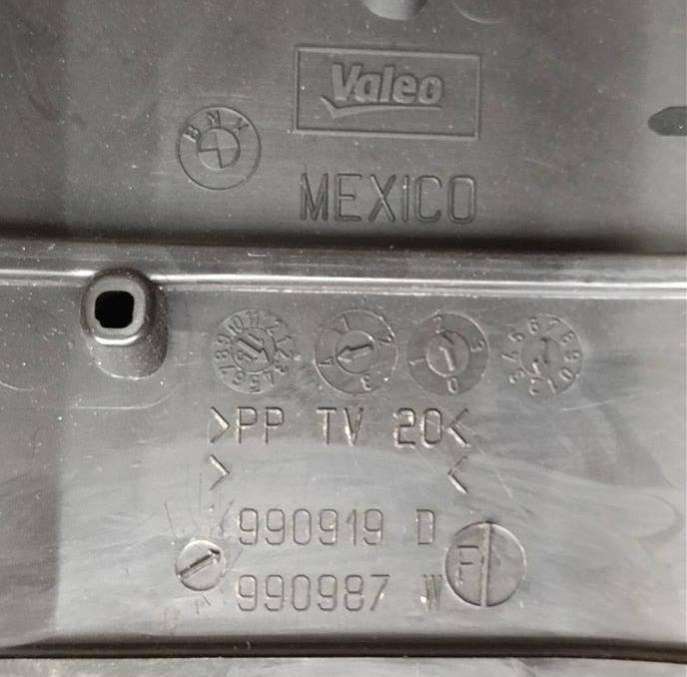 Valeo
BMW
MEXICO
>PP TV 20<
> <
990919 D
990987 W
F